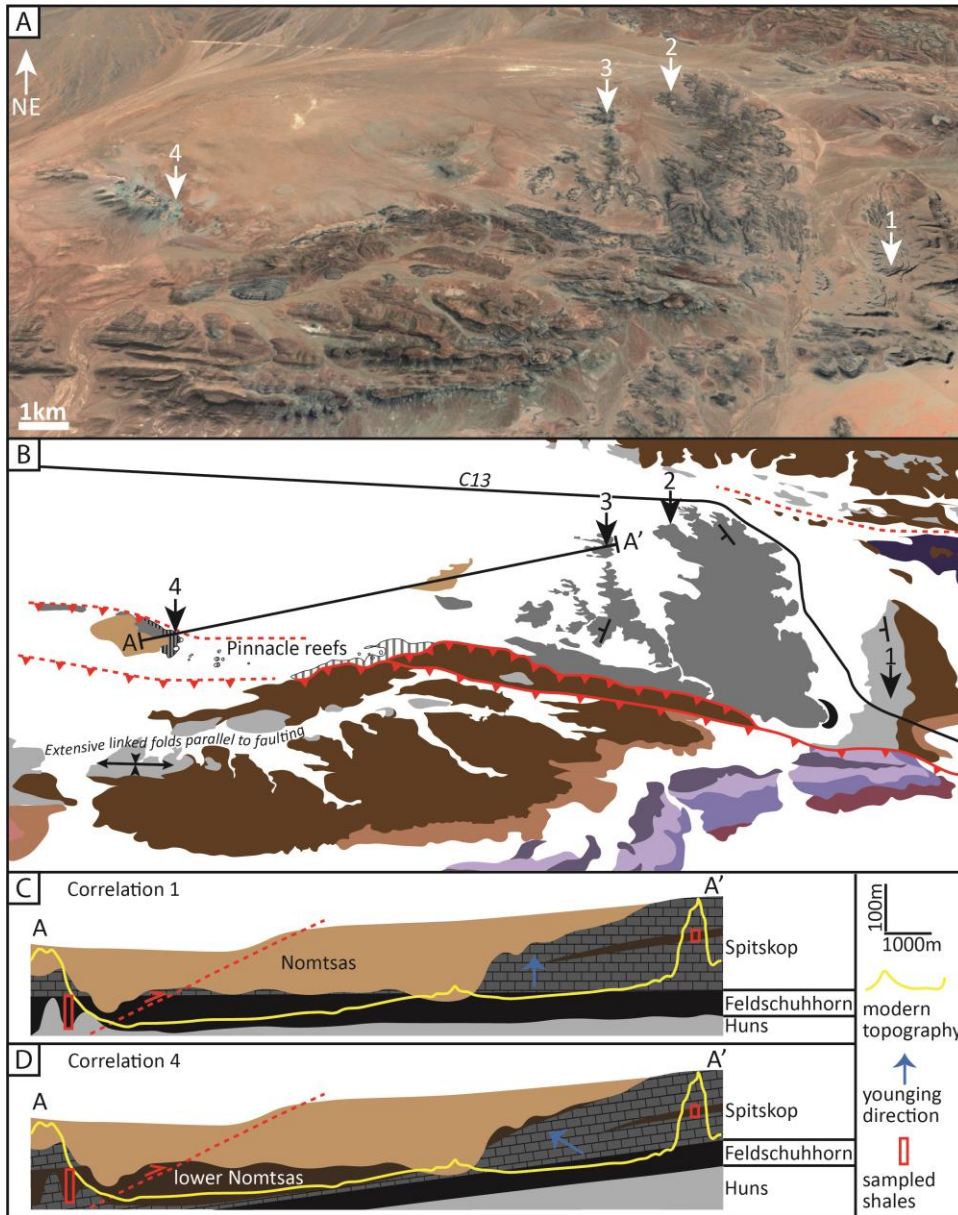 A
NE
2
3
4
1
1km
B
C13
2
3
A'
4
A
Pinnacle reefs
1
Extensive linked folds parallel to faulting
C
Correlation 1
A
A'
Nomtsas
Spitskop
Feldschuhhorn
Huns
D
Correlation 4
A
A'
lower Nomtsas
Spitskop
Feldschuhhorn
Huns
100m
1000m
modern
topography
younging
direction
sampled
shales